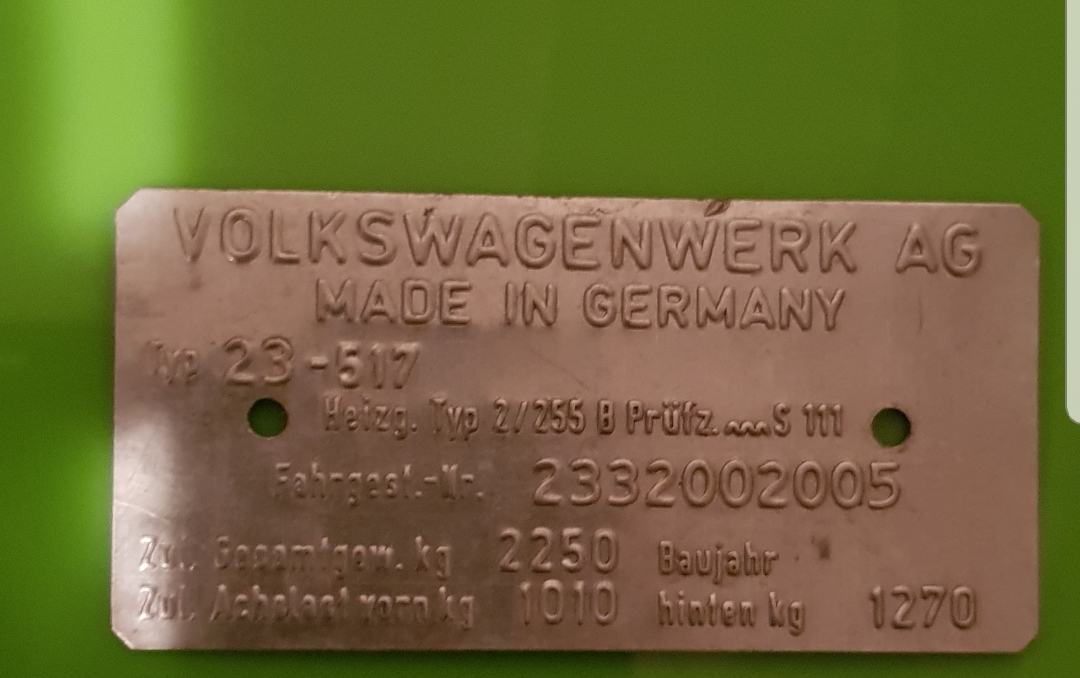 VOLKSWAGENWERK AG
MADE IN GERMANY
Typ 23-517
Heizg. Typ 2/255 B Prüfz. S 111
Fahrgest.-Nr. 2332002005
Zul. Gesamtgew. kg 2250 Baujahr
Zul. Achslast vorn kg 1010 hinten kg 1270